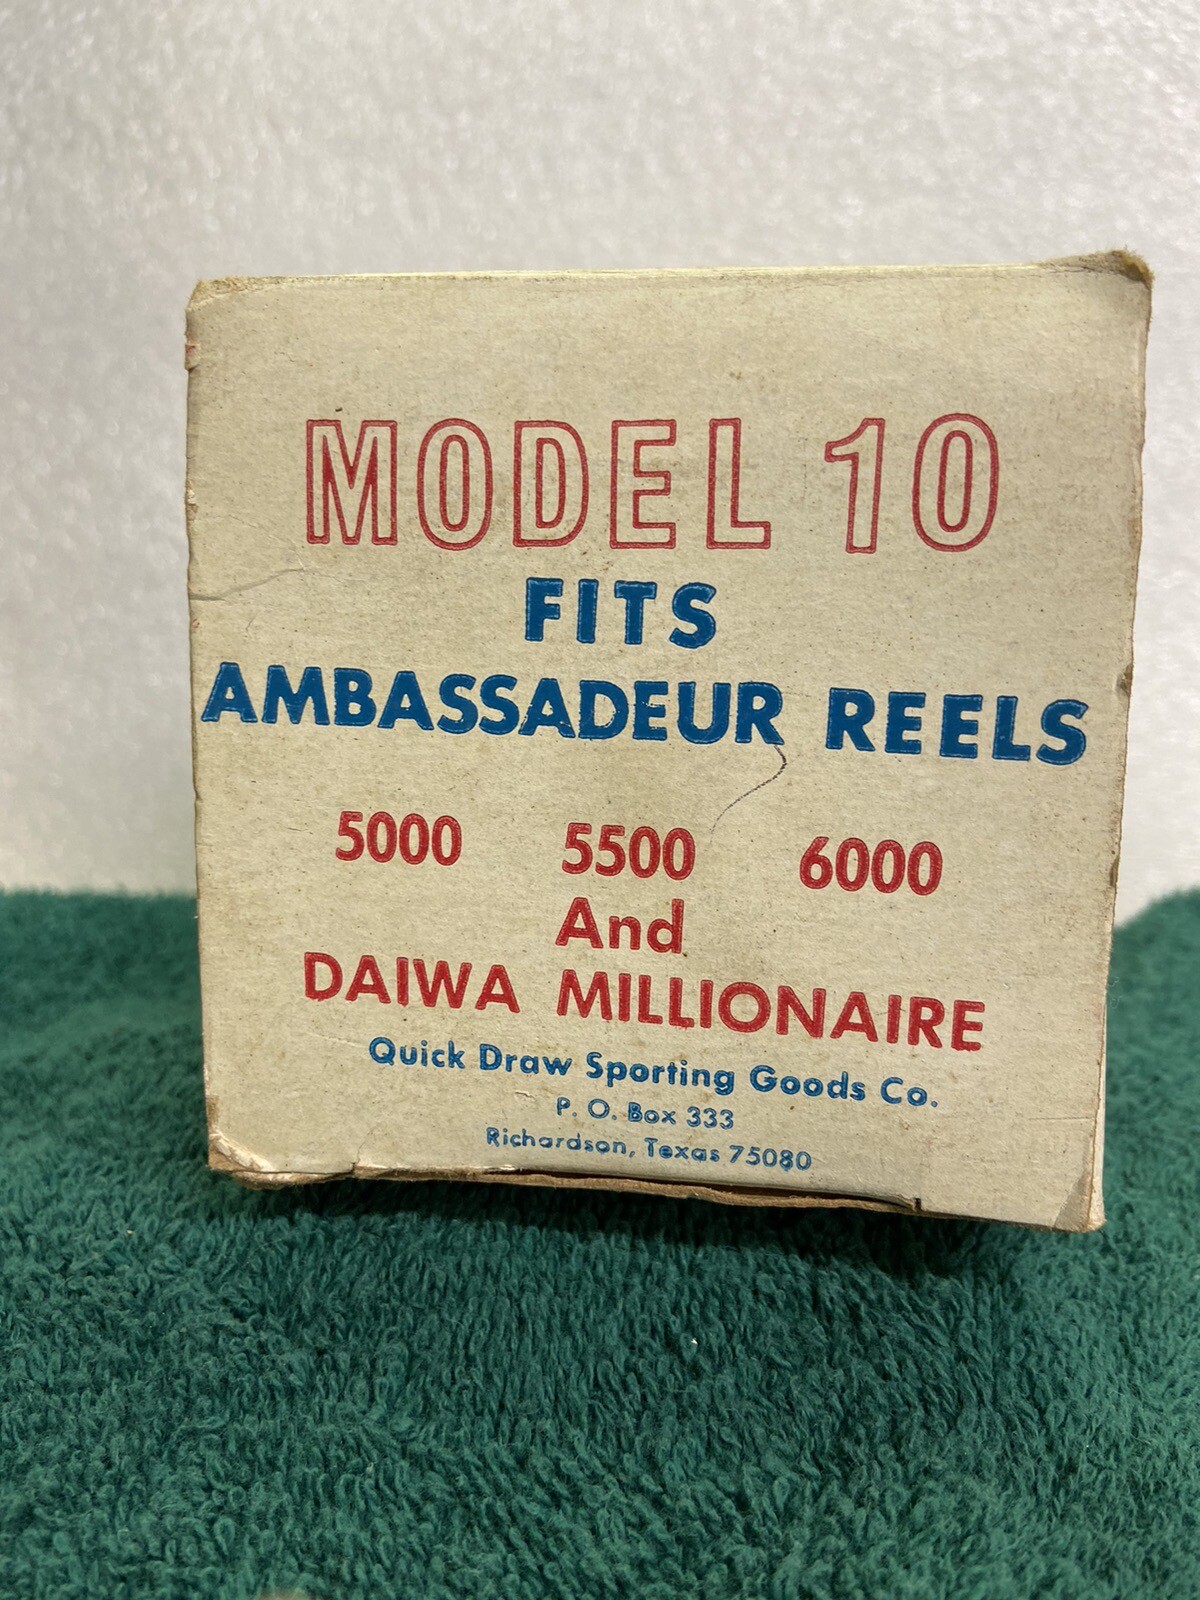 MODEL 10
FITS
AMBASSADEUR REELS
5000 5500 6000
And
DAIWA MILLIONAIRE
Quick Draw Sporting Goods Co.
P. O. Box 333
Richardson, Texas 75080